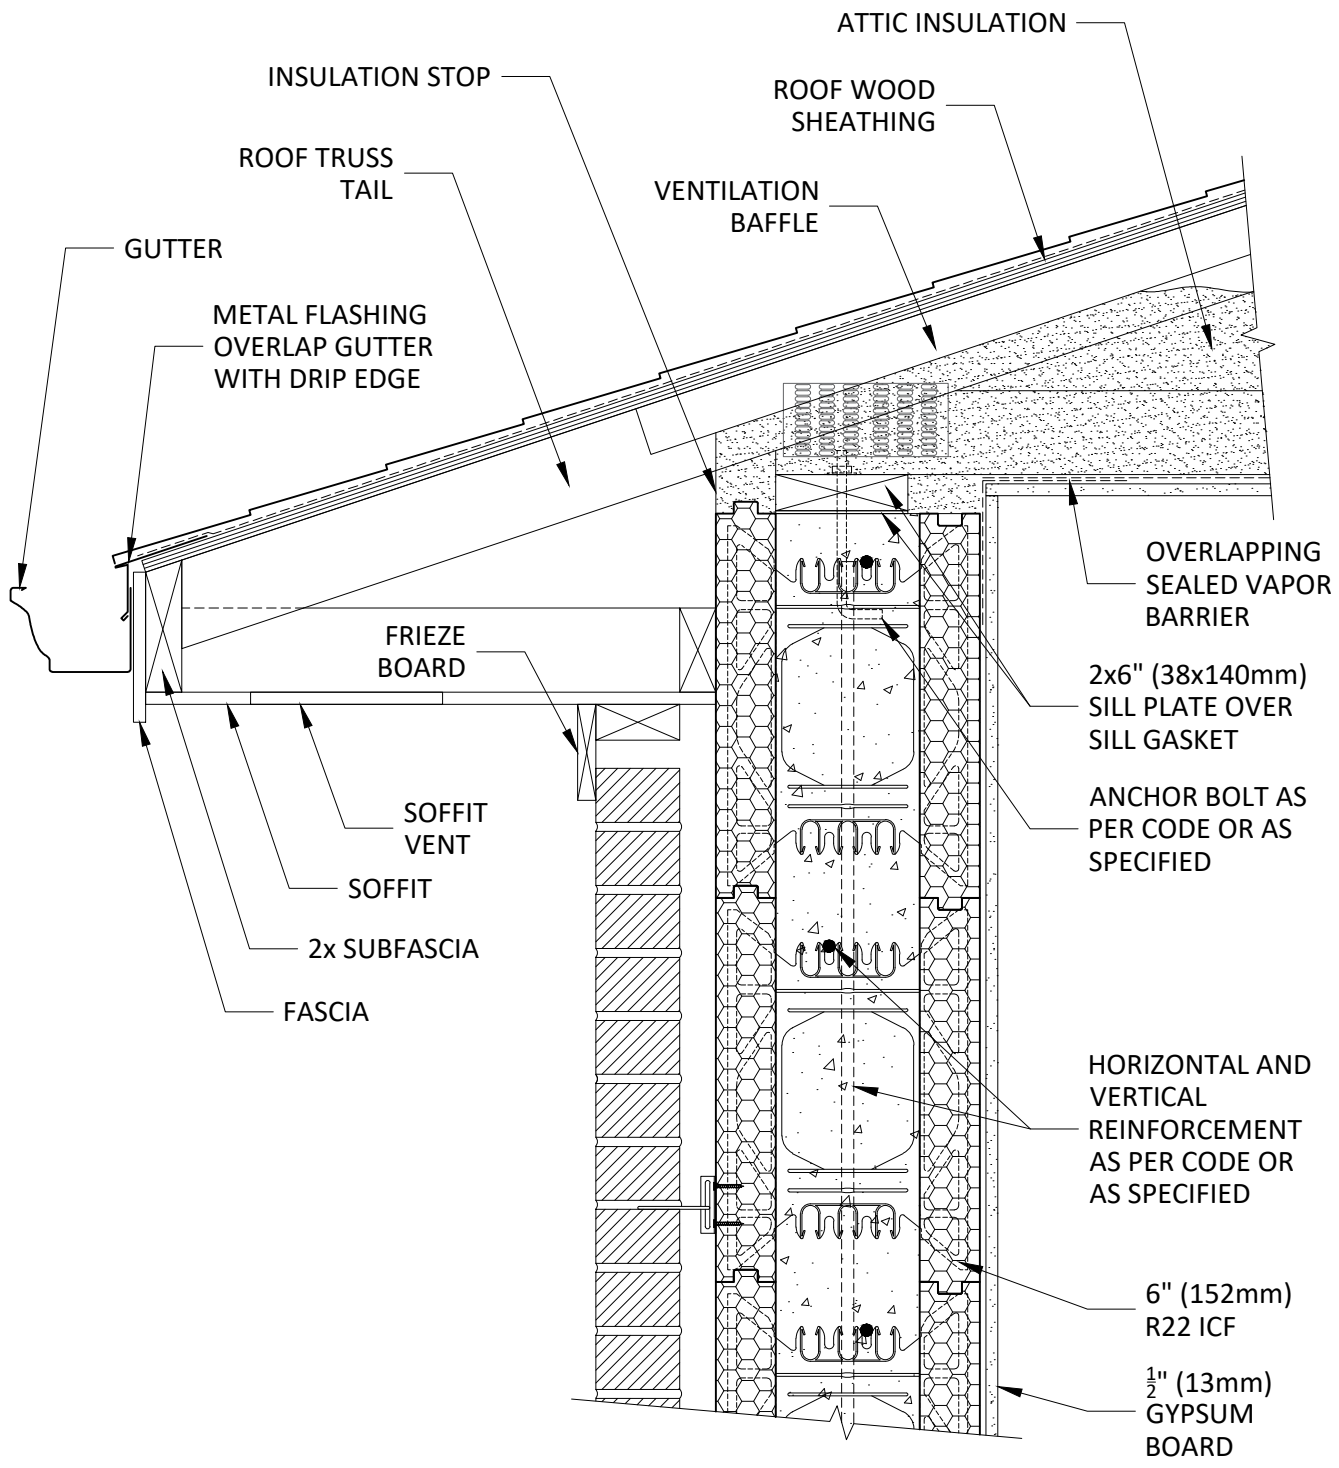 ATTIC INSULATION
INSULATION STOP
ROOF WOOD
SHEATHING
ROOF TRUSS
TAIL
VENTILATION
BAFFLE
GUTTER
METAL FLASHING
OVERLAP GUTTER
WITH DRIP EDGE
OVERLAPPING
SEALED VAPOR
BARRIER
FRIEZE
BOARD
2x6" (38x140mm)
SILL PLATE OVER
SILL GASKET
ANCHOR BOLT AS
PER CODE OR AS
SPECIFIED
SOFFIT
VENT
SOFFIT
2x SUBFASCIA
FASCIA
HORIZONTAL AND
VERTICAL
REINFORCEMENT
AS PER CODE OR
AS SPECIFIED
6" (152mm)
R22 ICF
½" (13mm)
GYPSUM
BOARD